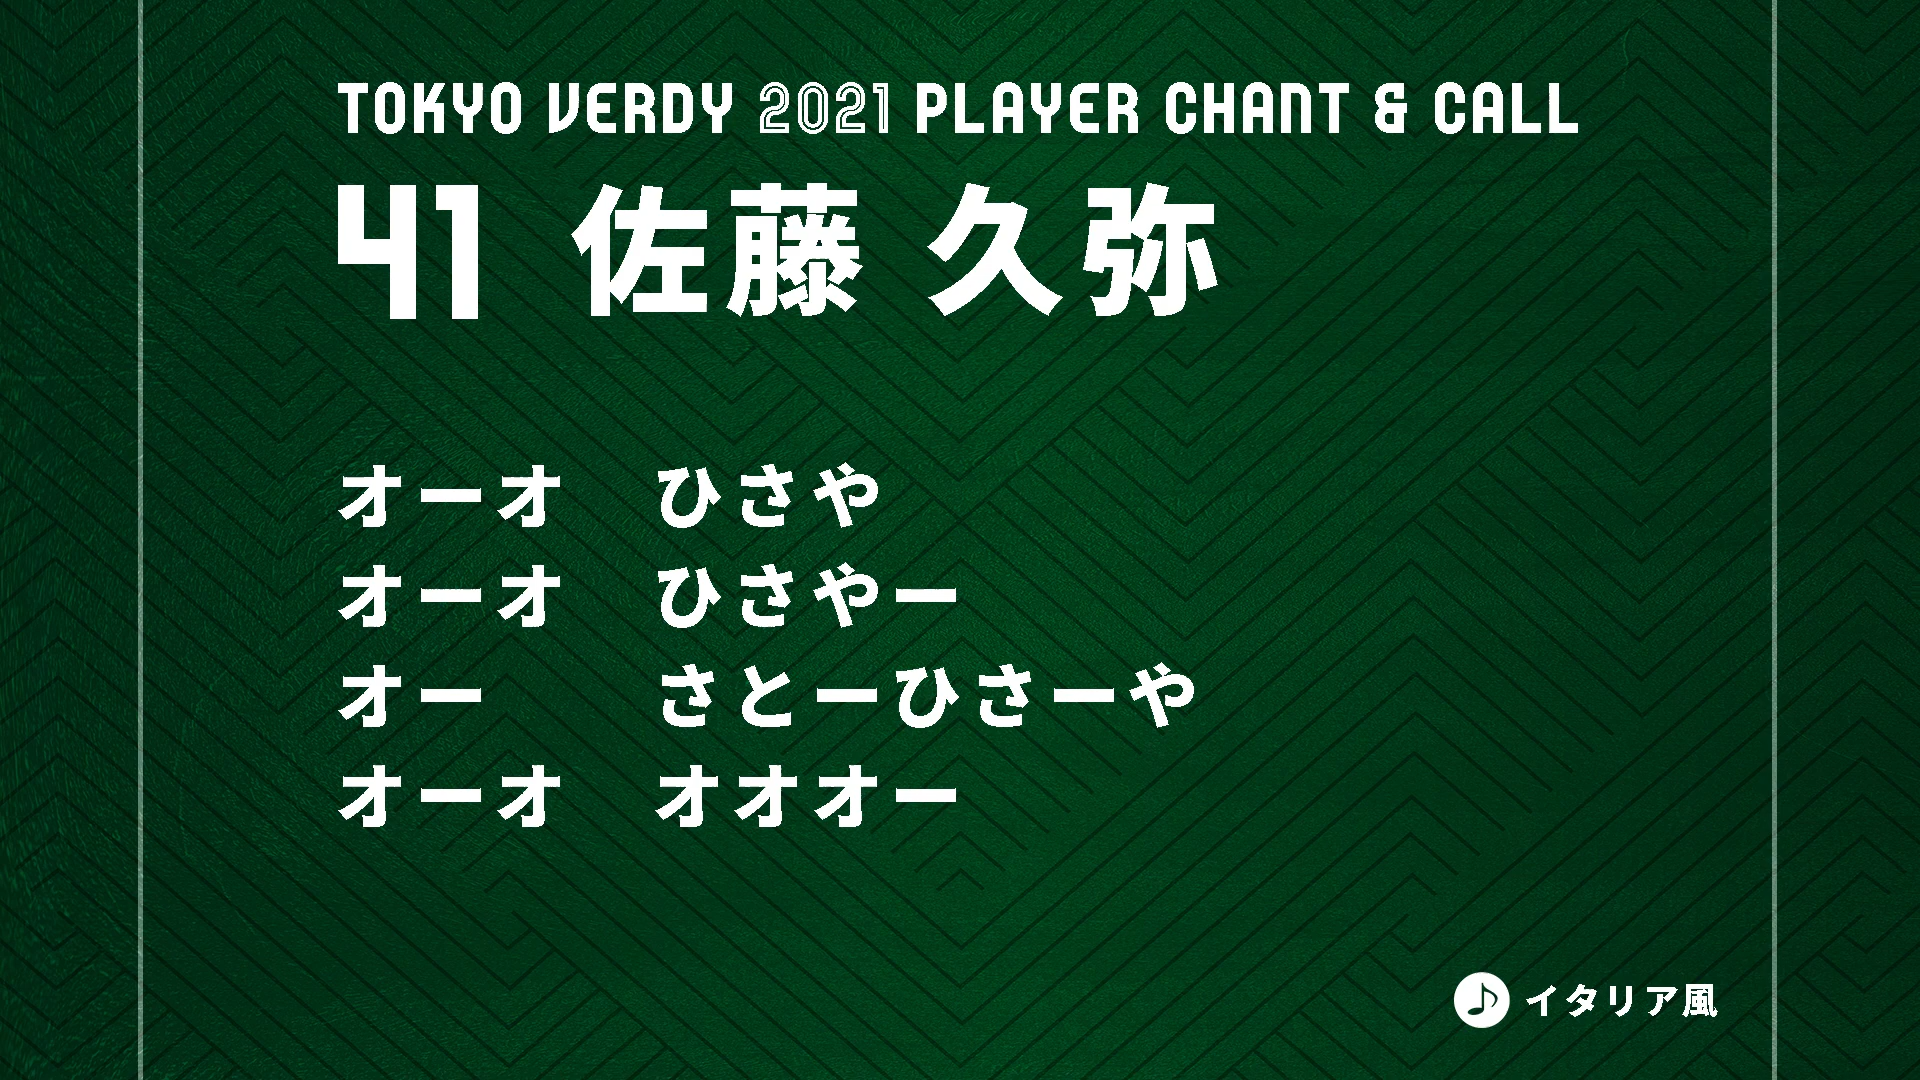 TOKYO VERDY 2021 PLAYER CHANT & CALL
41 佐藤 久弥
オーオ　ひさや
オーオ　ひさやー
オー　　さとーひさーや
オーオ　オオオー
♪ イタリア風